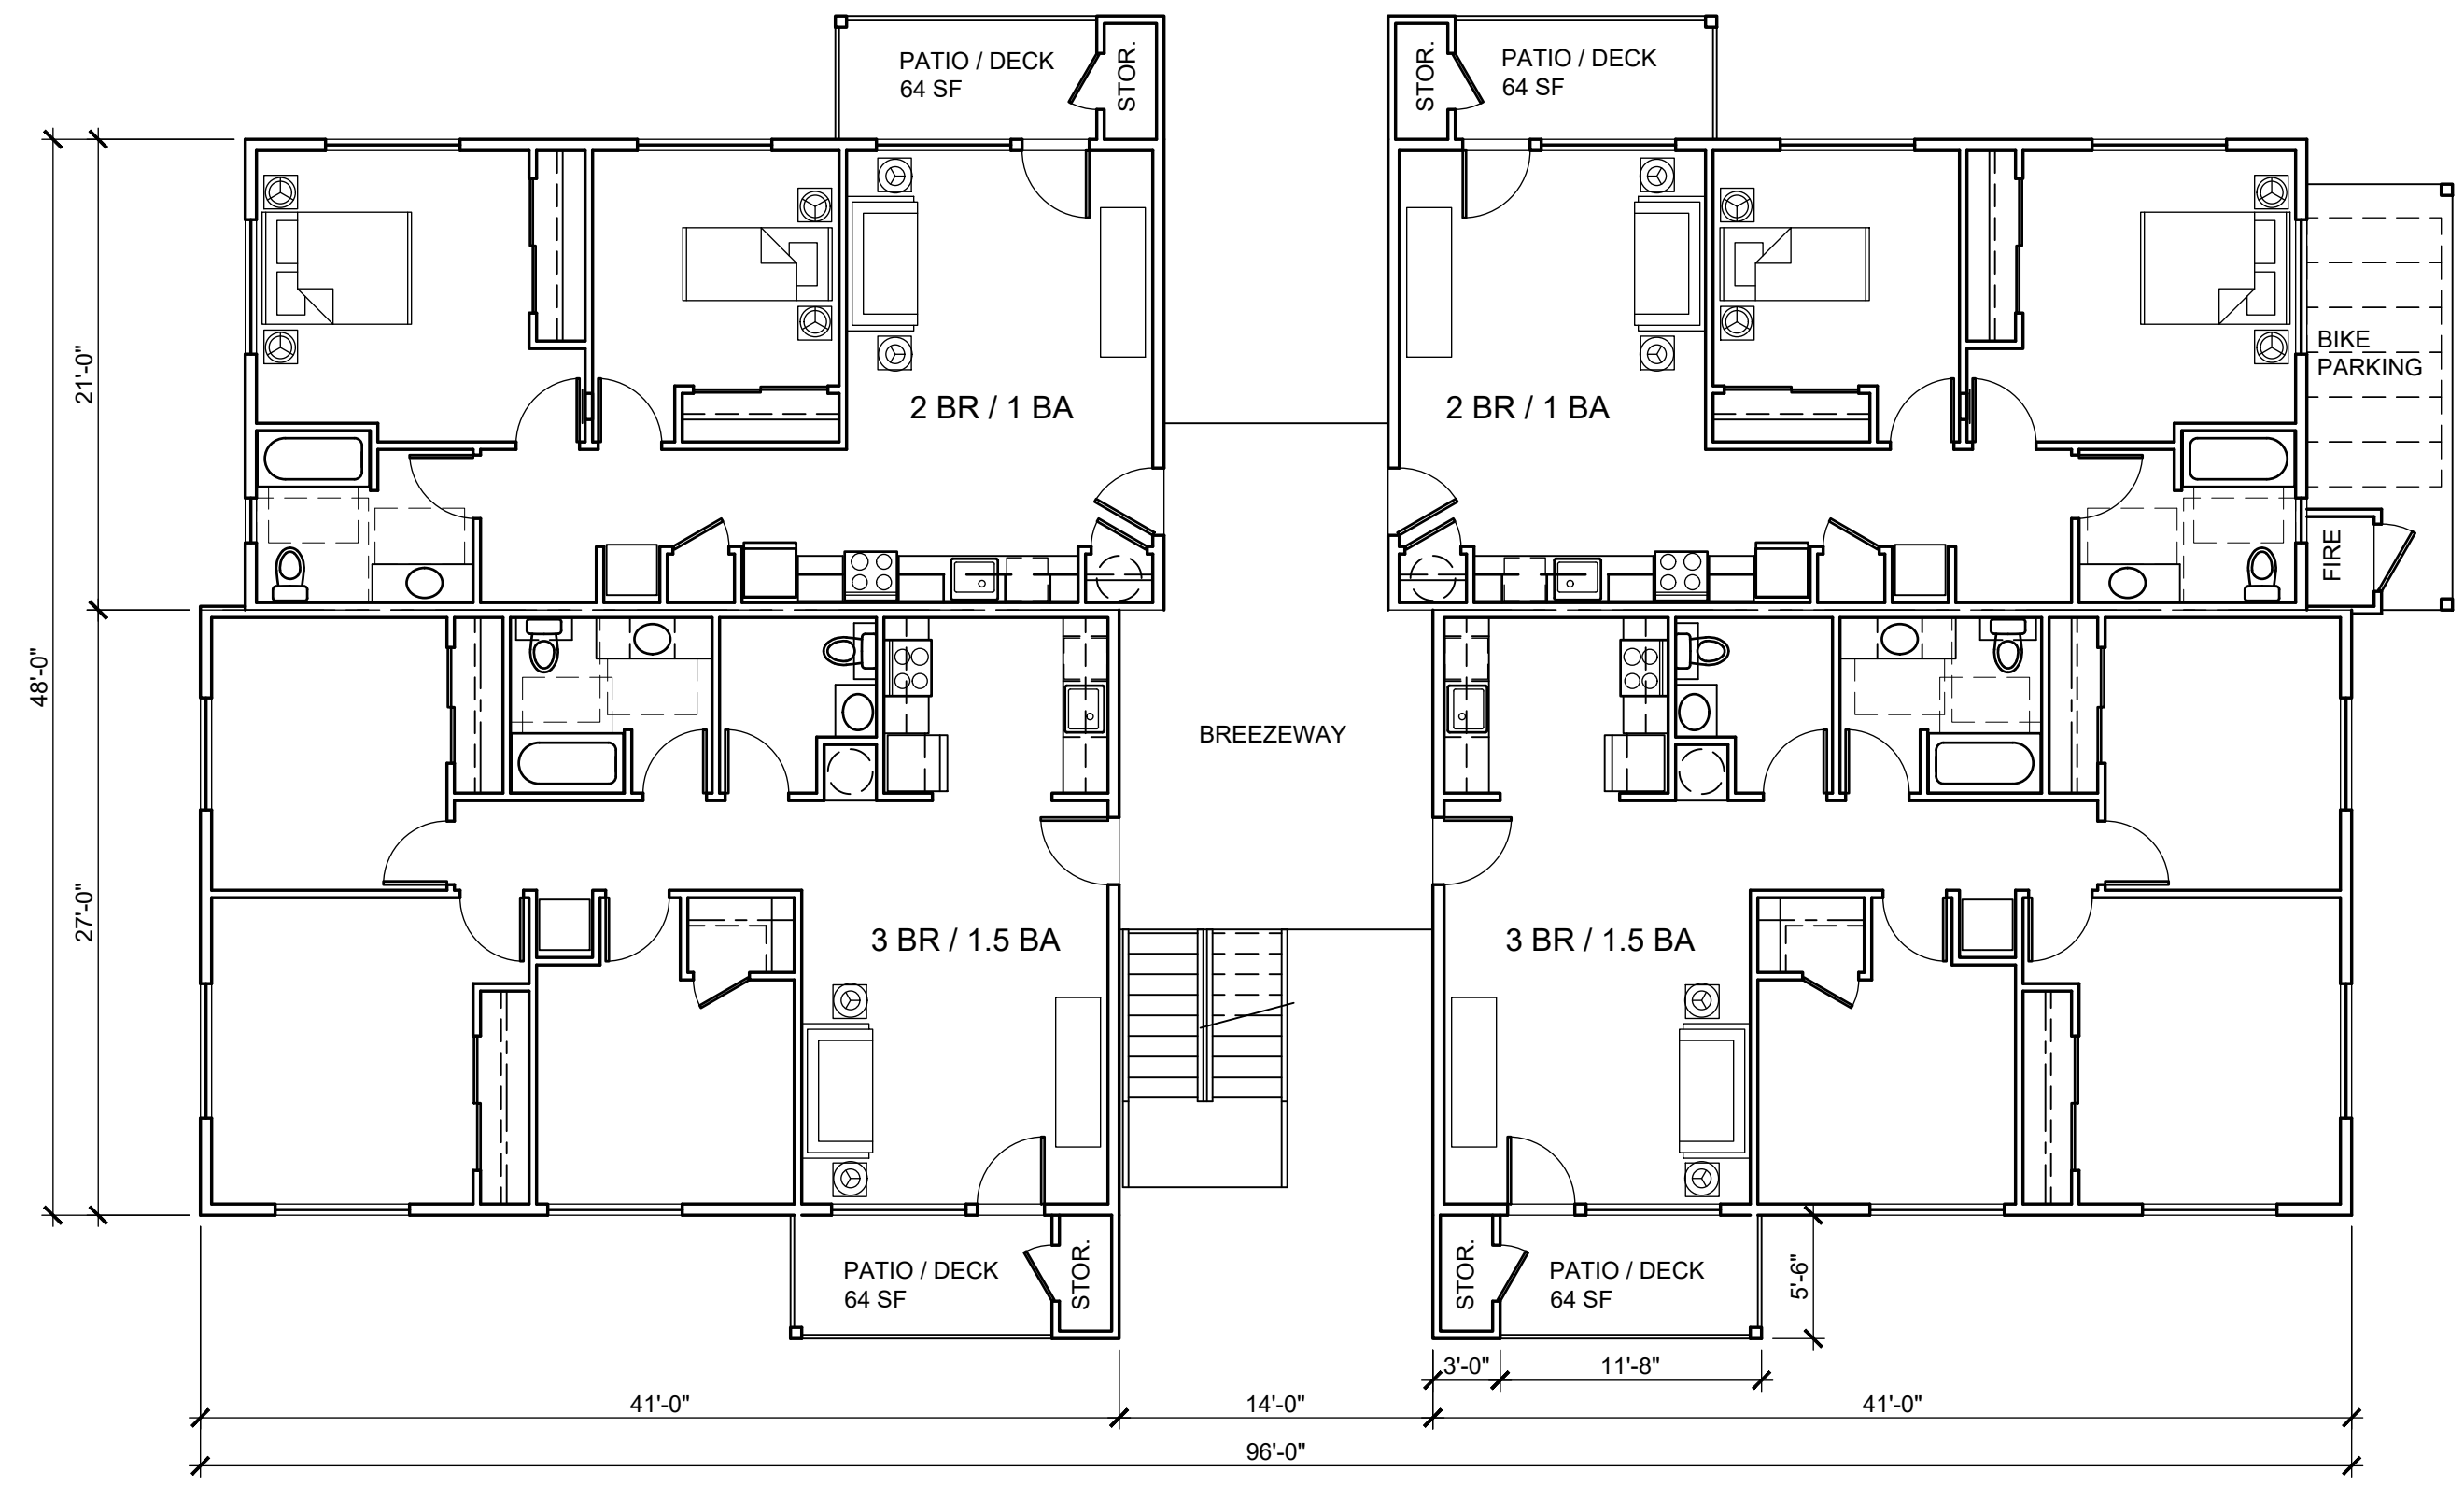 PATIO / DECK
64 SF
STOR.
STOR.
PATIO / DECK
64 SF
21'-0"
48'-0"
27'-0"
2 BR / 1 BA
2 BR / 1 BA
BIKE
PARKING
FIRE
BREEZEWAY
3 BR / 1.5 BA
3 BR / 1.5 BA
PATIO / DECK
64 SF
STOR.
STOR.
PATIO / DECK
64 SF
5'-6"
3'-0"
11'-8"
41'-0"
14'-0"
41'-0"
96'-0"